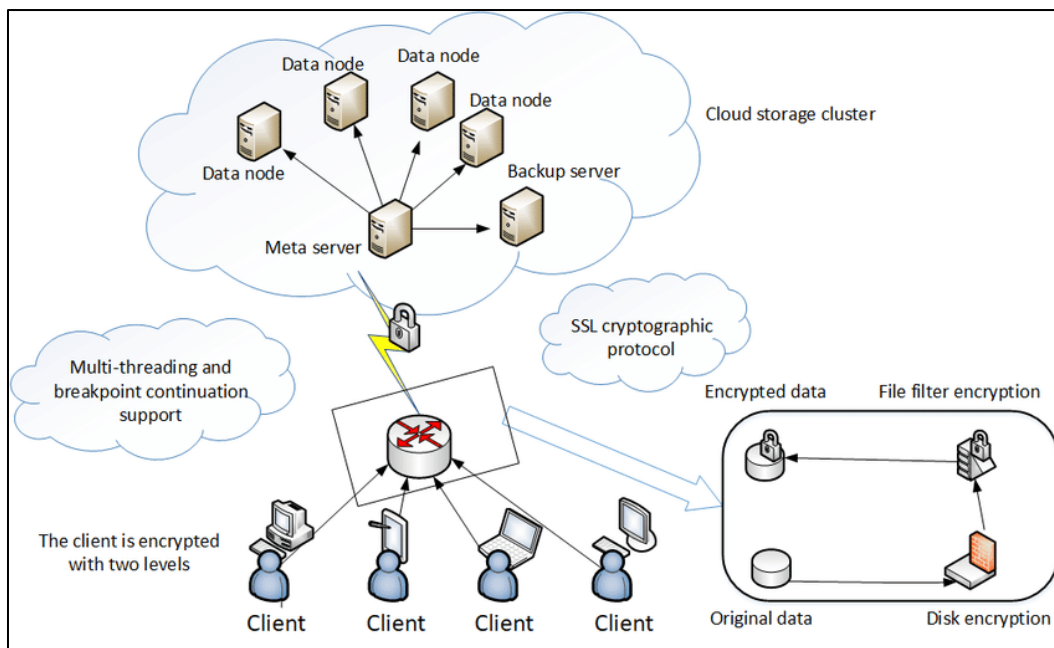 Data node
Data node
Data node
Data node
Cloud storage cluster
Backup server
Meta server
SSL cryptographic
protocol
Multi-threading and
breakpoint continuation
support
Encrypted data
File filter encryption
The client is encrypted
with two levels
Original data
Disk encryption
Client
Client
Client
Client